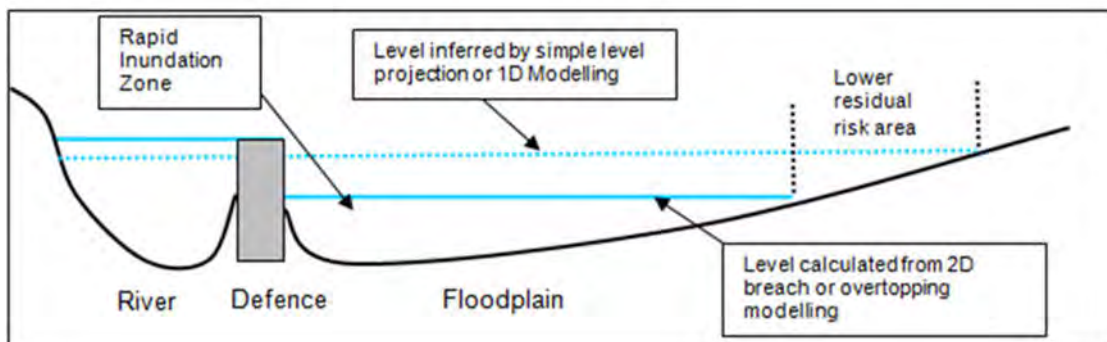 Rapid
Inundation
Zone
Level inferred by simple level
projection or 1D Modelling
Lower
residual
risk area
Level calculated from 2D
breach or overtopping
modelling
River
Defence
Floodplain